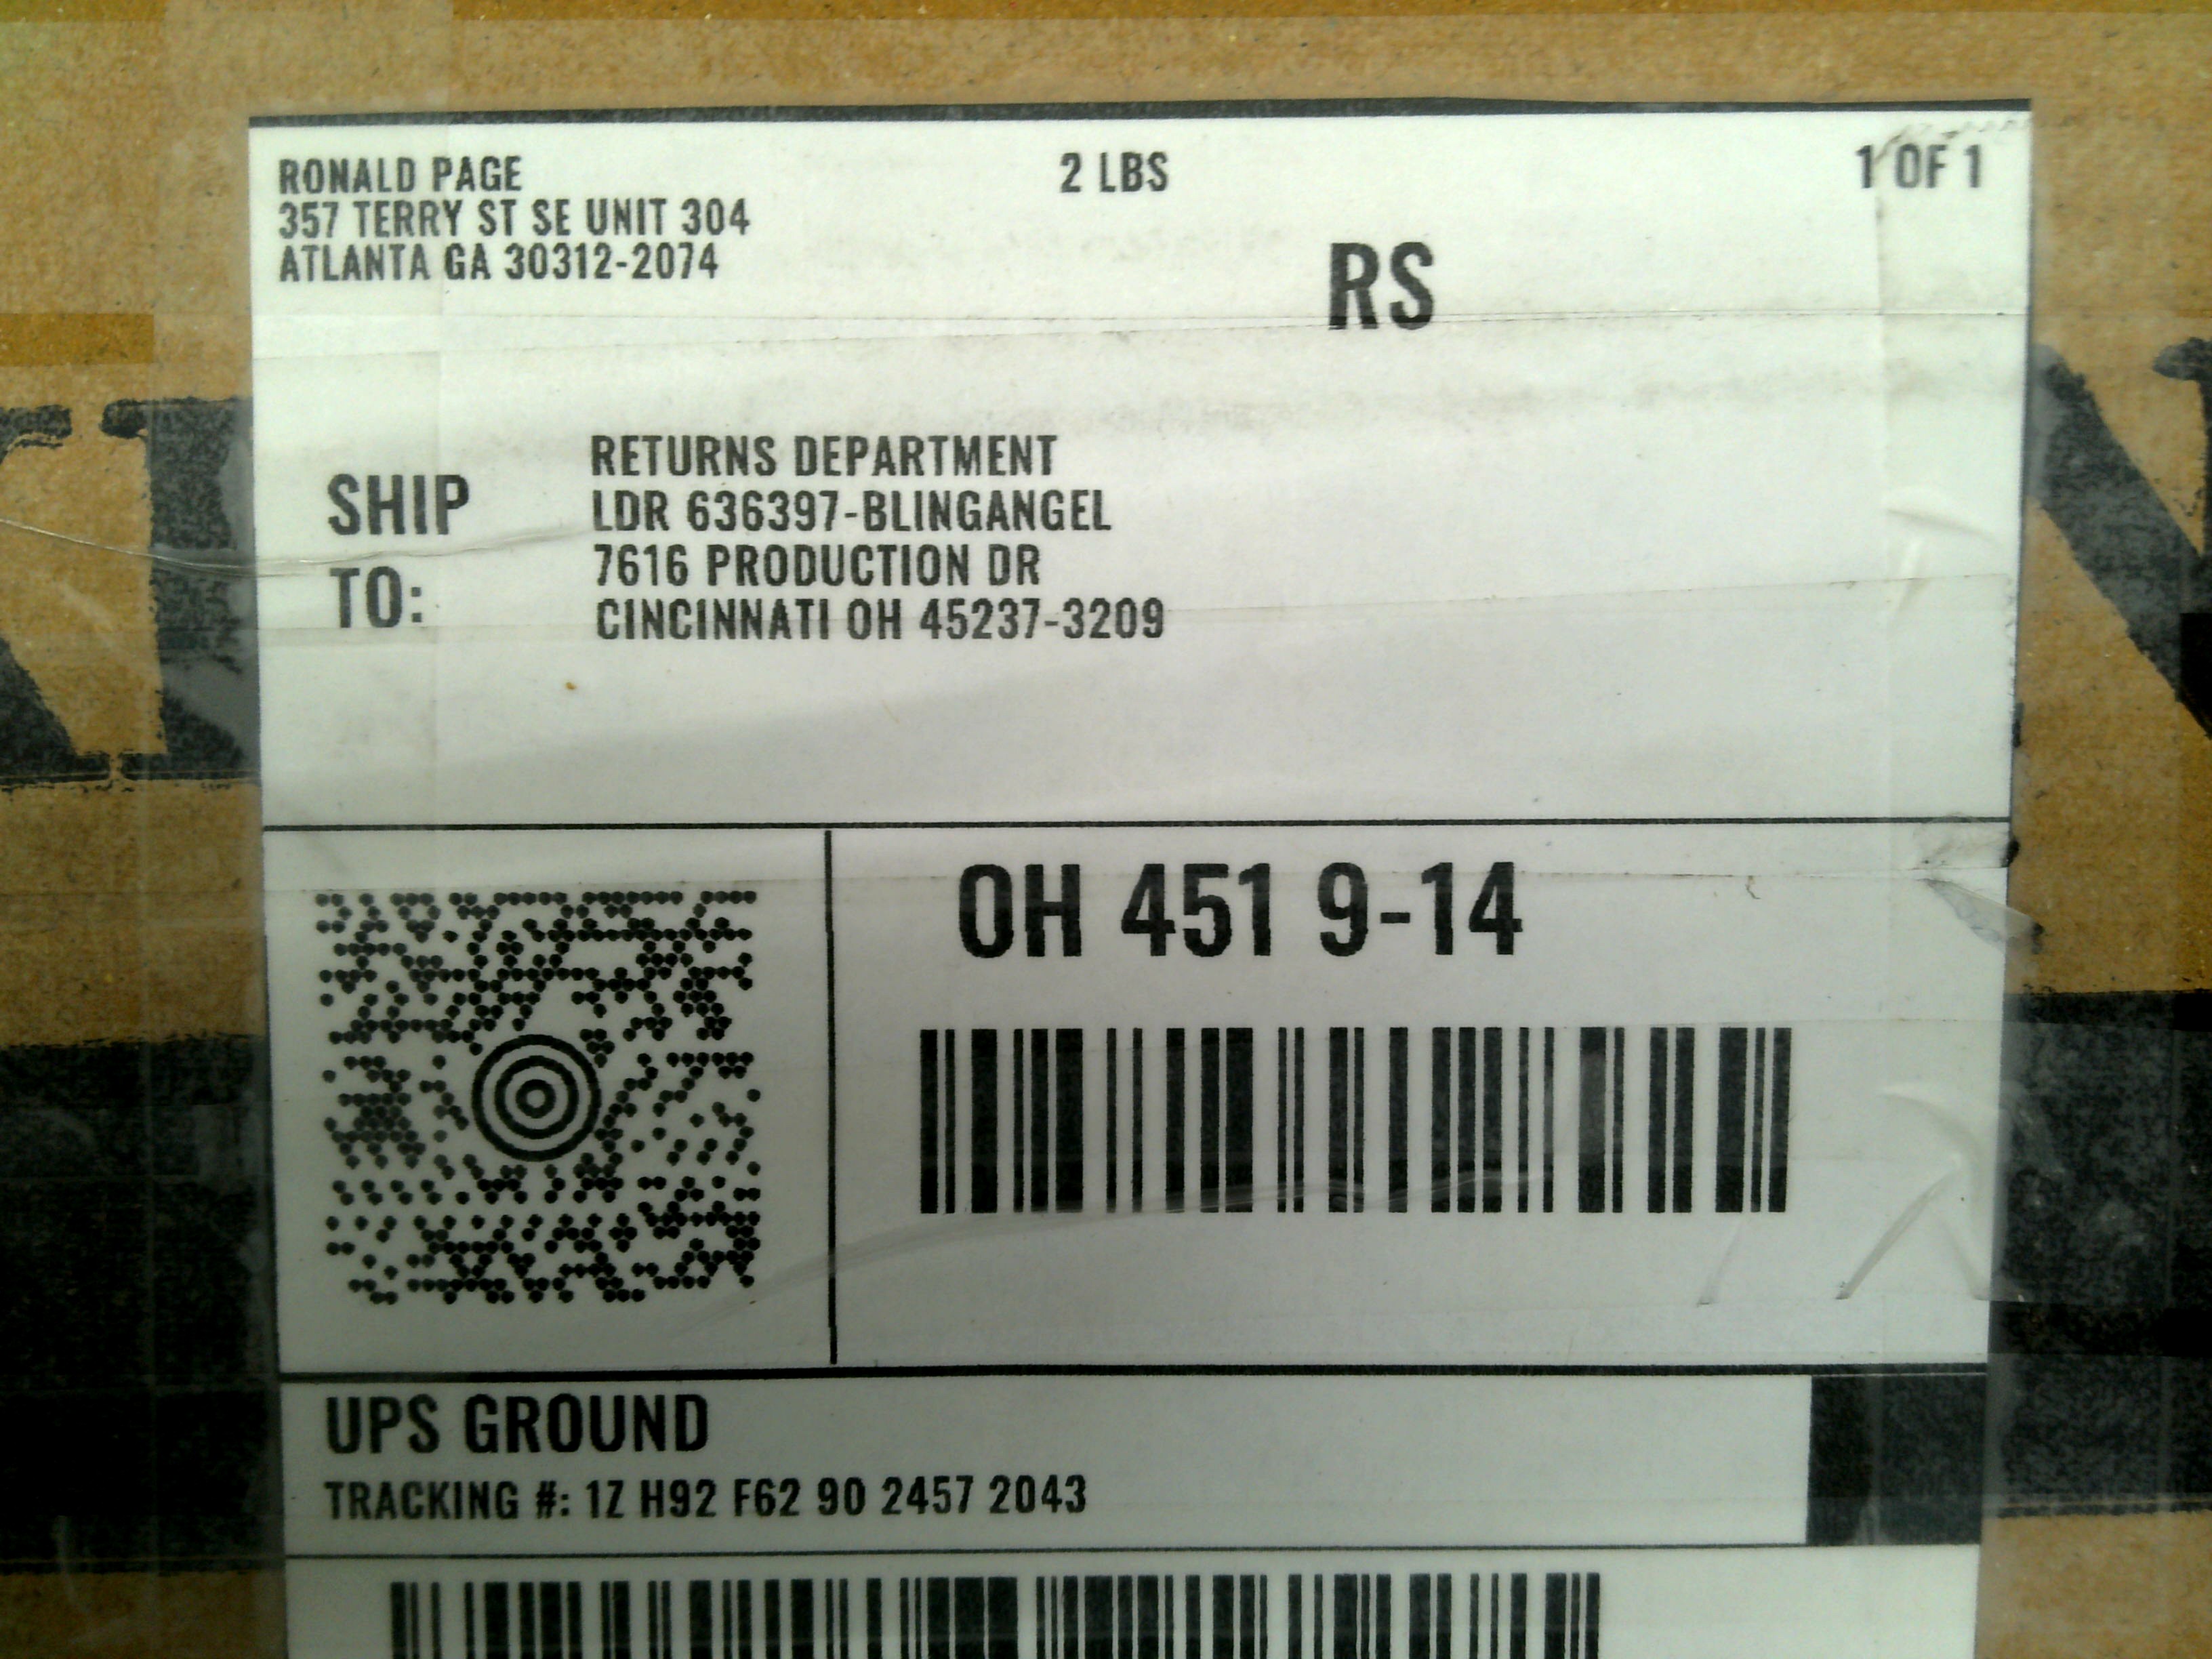 RONALD PAGE
357 TERRY ST SE UNIT 304
ATLANTA GA 30312-2074
2 LBS
1 OF 1
RS
SHIP TO:
RETURNS DEPARTMENT
LDR 636397-BLINGANGEL
7616 PRODUCTION DR
CINCINNATI OH 45237-3209
OH 451 9-14
UPS GROUND
TRACKING #: 1Z H92 F62 90 2457 2043